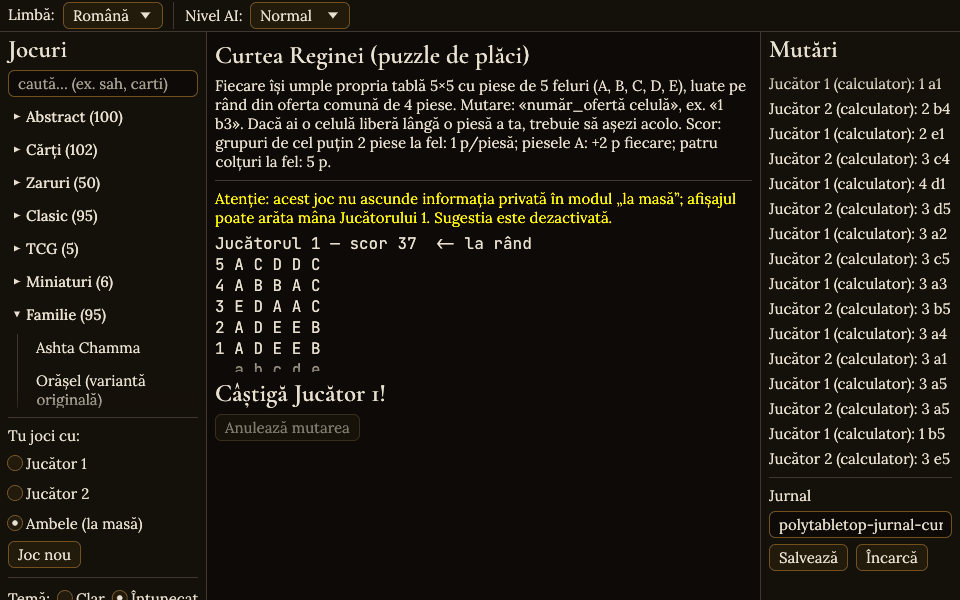 Limbă: Română ▼ Nivel AI: Normal ▼
Jocuri
caută... (ex. sah, carti)
▸ Abstract (100)
▸ Cărți (102)
▸ Zaruri (50)
▸ Clasic (95)
▸ TCG (5)
▸ Miniaturi (6)
▾ Familie (95)
Ashta Chamma
Orășel (variantă
originală)
Tu joci cu:
Jucător 1
Jucător 2
Ambele (la masă)
Joc nou
Temă: Clar Întunecat
Curtea Reginei (puzzle de plăci)
Fiecare își umple propria tablă 5×5 cu piese de 5 feluri (A, B, C, D, E), luate pe
rând din oferta comună de 4 piese. Mutare: «număr_ofertă celulă», ex. «1
b3». Dacă ai o celulă liberă lângă o piesă a ta, trebuie să așezi acolo. Scor:
grupuri de cel puțin 2 piese la fel: 1 p/piesă; piesele A: +2 p fiecare; patru
colțuri la fel: 5 p.
Atenție: acest joc nu ascunde informația privată în modul „la masă”; afișajul
poate arăta mâna Jucătorului 1. Sugestia este dezactivată.
Jucătorul 1 — scor 37 ← la rând
5 A C D D C
4 A B B A C
3 E D A A C
2 A D E E B
1 A D E E B
a b c d e
Câștigă Jucător 1!
Anulează mutarea
Mutări
Jucător 1 (calculator): 1 a1
Jucător 2 (calculator): 2 b4
Jucător 1 (calculator): 2 e1
Jucător 2 (calculator): 3 c4
Jucător 1 (calculator): 4 d1
Jucător 2 (calculator): 3 d5
Jucător 1 (calculator): 3 a2
Jucător 2 (calculator): 3 c5
Jucător 1 (calculator): 3 a3
Jucător 2 (calculator): 3 b5
Jucător 1 (calculator): 3 a4
Jucător 2 (calculator): 3 a1
Jucător 1 (calculator): 3 a5
Jucător 2 (calculator): 3 a5
Jucător 1 (calculator): 1 b5
Jucător 2 (calculator): 3 e5
Jurnal
polytabletop-jurnal-cur
Salvează Încarcă